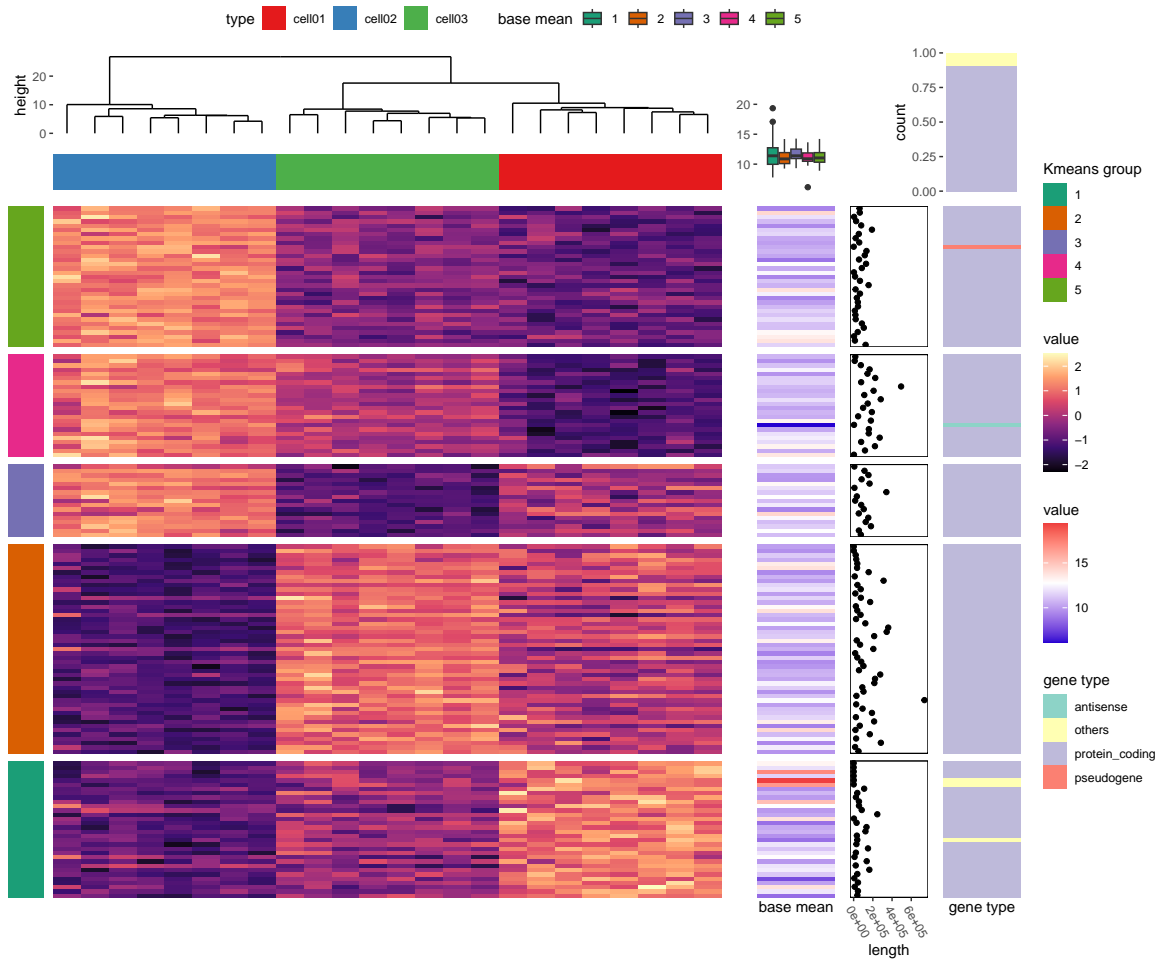 type cell01 cell02 cell03 base mean 1 2 3 4 5
height
20
10
0
20
15
10
count
1.00
0.75
0.50
0.25
0.00
Kmeans group
1
2
3
4
5
value
2
1
0
−1
−2
value
15
10
gene type
antisense
others
protein_coding
pseudogene
base mean
0e+00
2e+05
4e+05
6e+05
length
gene type